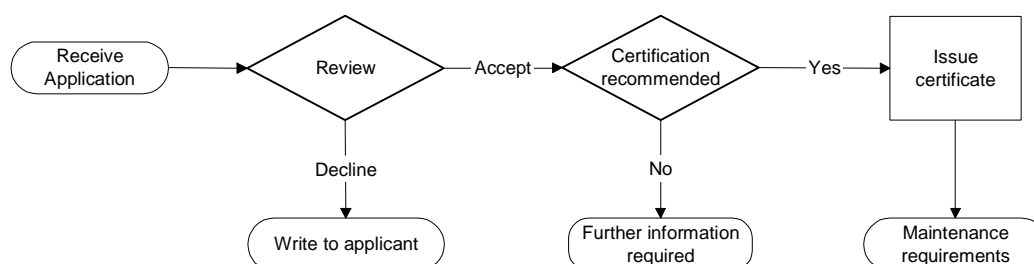 Receive
Application
Review
Accept
Certification
recommended
Yes
Issue
certificate
Decline
No
Write to applicant
Further information
required
Maintenance
requirements